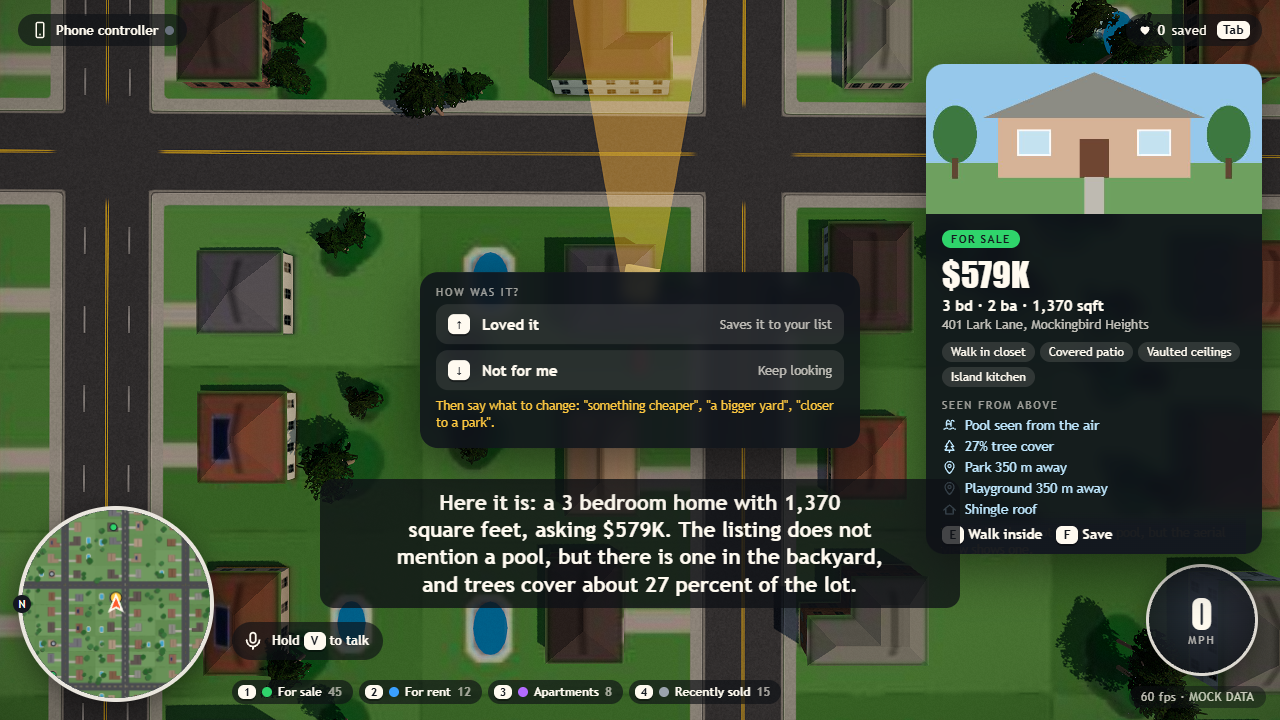 Phone controller
0 saved Tab
FOR SALE
$579K
3 bd · 2 ba · 1,370 sqft
401 Lark Lane, Mockingbird Heights
Walk in closet
Covered patio
Vaulted ceilings
Island kitchen
SEEN FROM ABOVE
Pool seen from the air
27% tree cover
Park 350 m away
Playground 350 m away
Shingle roof
E Walk inside F Save
HOW WAS IT?
↑ Loved it Saves it to your list
↓ Not for me Keep looking
Then say what to change: "something cheaper", "a bigger yard", "closer
to a park".
Here it is: a 3 bedroom home with 1,370
square feet, asking $579K. The listing does not
mention a pool, but there is one in the backyard,
and trees cover about 27 percent of the lot.
N
Hold V to talk
1 For sale 45
2 For rent 12
3 Apartments 8
4 Recently sold 15
0
MPH
60 fps · MOCK DATA